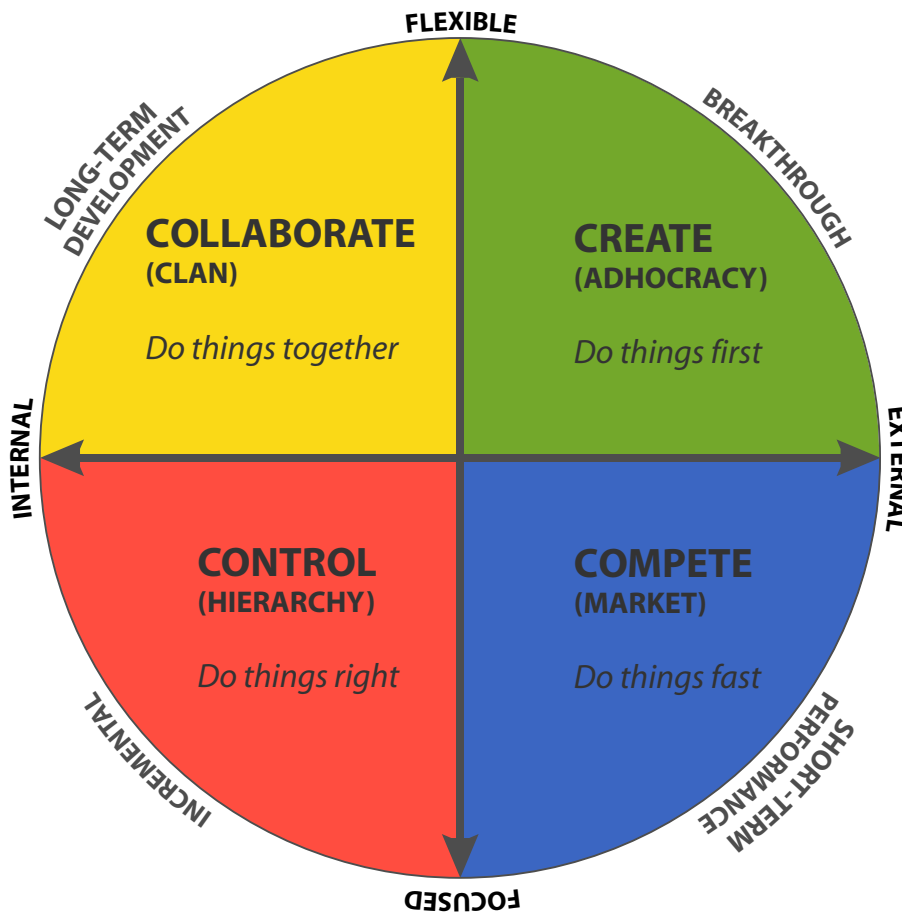 FLEXIBLE
LONG-TERM
DEVELOPMENT
BREAKTHROUGH
COLLABORATE
(CLAN)
Do things together
CREATE
(ADHOCRACY)
Do things first
INTERNAL
EXTERNAL
CONTROL
(HIERARCHY)
Do things right
COMPETE
(MARKET)
Do things fast
INCREMENTAL
SHORT-TERM
PERFORMANCE
FOCUSED